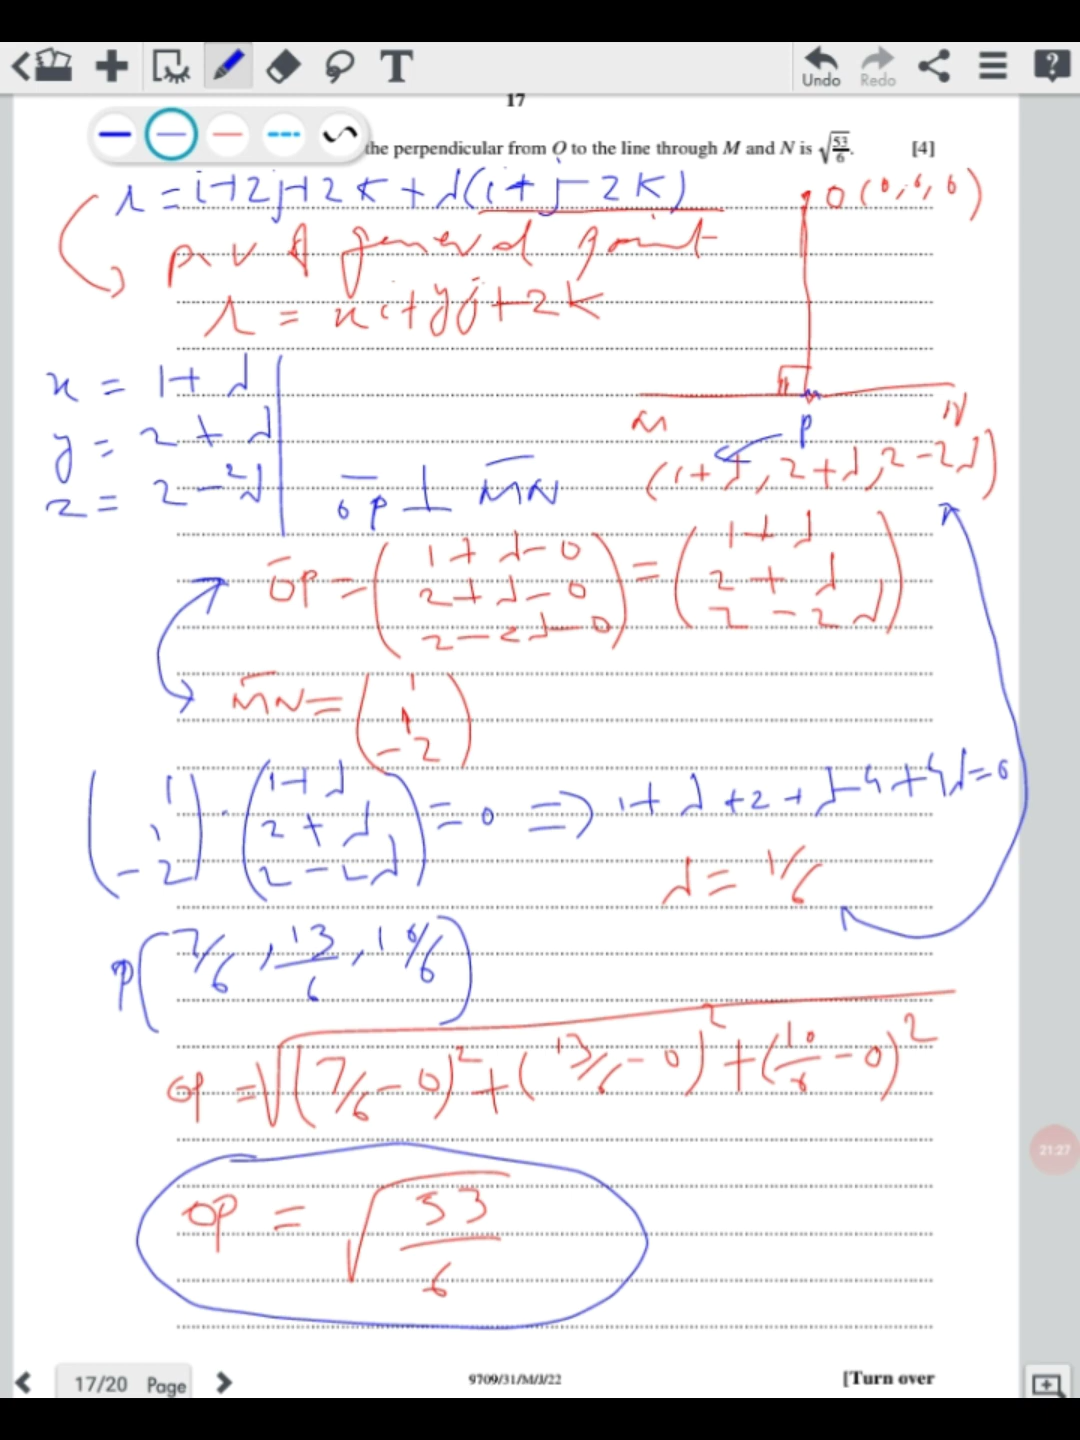 Undo Redo
17
the perpendicular from O to the line through M and N is √53/6. [4]
r = i+2j+2k + λ(i+j-2k)
O(0,0,0)
p.v of general point
r = xi+yj+zk
x = 1+λ
y = 2+λ
z = 2-2λ
M
N
P
(1+λ, 2+λ, 2-2λ)
OP ⊥ MN
OP = (1+λ-0 2+λ-0 2-2λ-0) = (1+λ 2+λ 2-2λ)
MN = (1 1 -2)
(1 1 -2) · (1+λ 2+λ 2-2λ) = 0 ⇒ 1+λ+2+λ-4+4λ=0
λ = 1/6
P(7/6, 13/6, 10/6)
OP = √(7/6-0)²+(13/6-0)²+(10/6-0)²
21:27
OP = √53/6
17/20 Page
9709/31/M/J/22
[Turn over